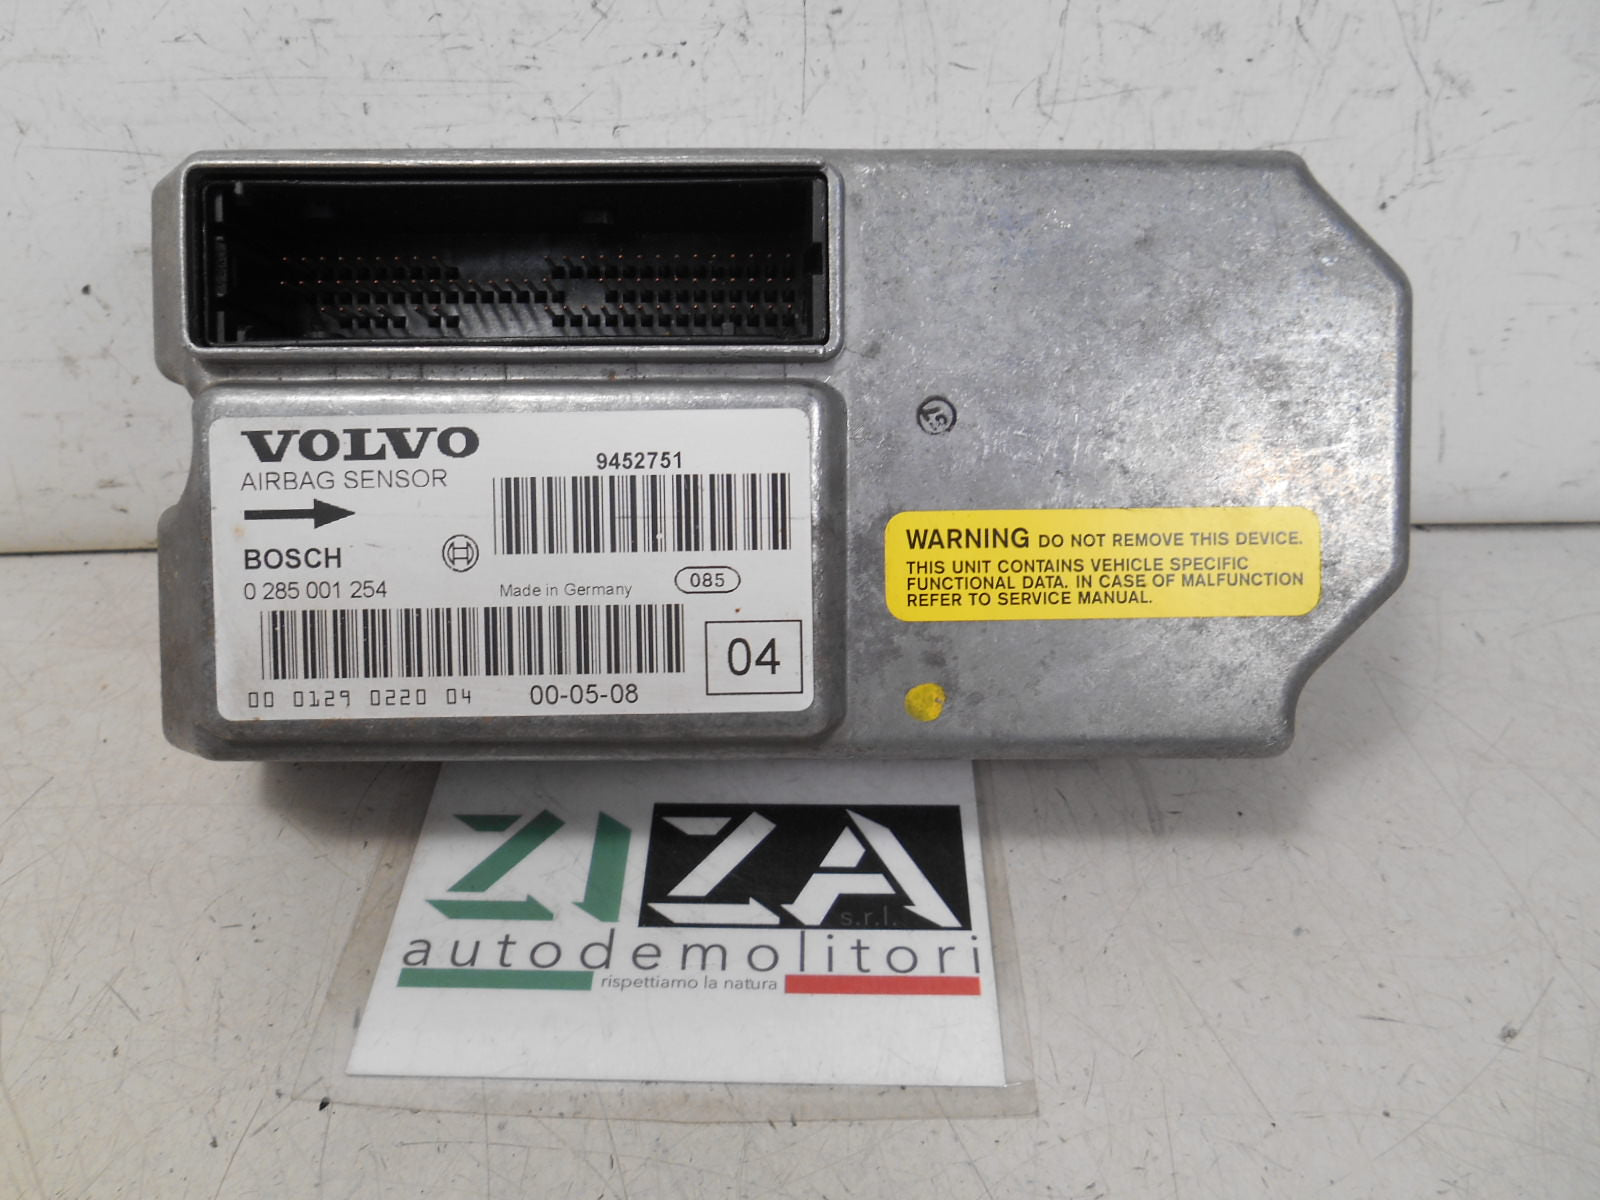 VOLVO
AIRBAG SENSOR
9452751
BOSCH
0 285 001 254
Made in Germany
085
04
00 0129 0220 04
00-05-08
WARNING DO NOT REMOVE THIS DEVICE.
THIS UNIT CONTAINS VEHICLE SPECIFIC
FUNCTIONAL DATA. IN CASE OF MALFUNCTION
REFER TO SERVICE MANUAL.
ZIZA
s.r.l.
autodemolitori
rispettiamo la natura